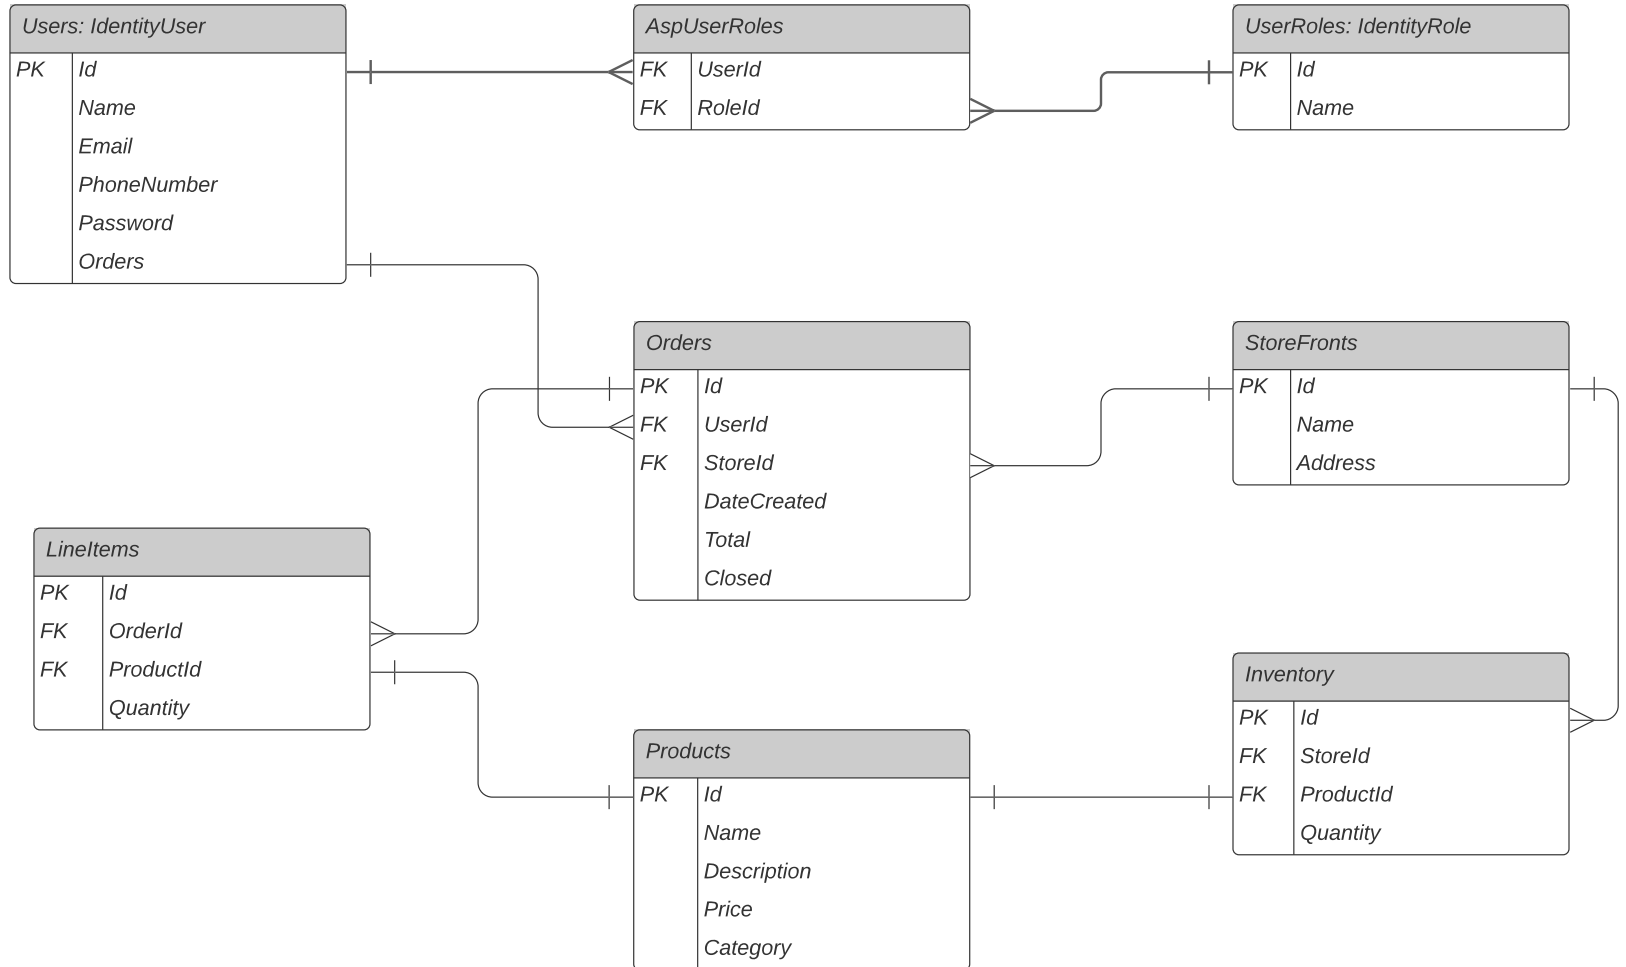 Users: IdentityUser
PK Id
Name
Email
PhoneNumber
Password
Orders
AspUserRoles
FK UserId
FK RoleId
UserRoles: IdentityRole
PK Id
Name
Orders
PK Id
FK UserId
FK StoreId
DateCreated
Total
Closed
StoreFronts
PK Id
Name
Address
LineItems
PK Id
FK OrderId
FK ProductId
Quantity
Products
PK Id
Name
Description
Price
Category
Inventory
PK Id
FK StoreId
FK ProductId
Quantity